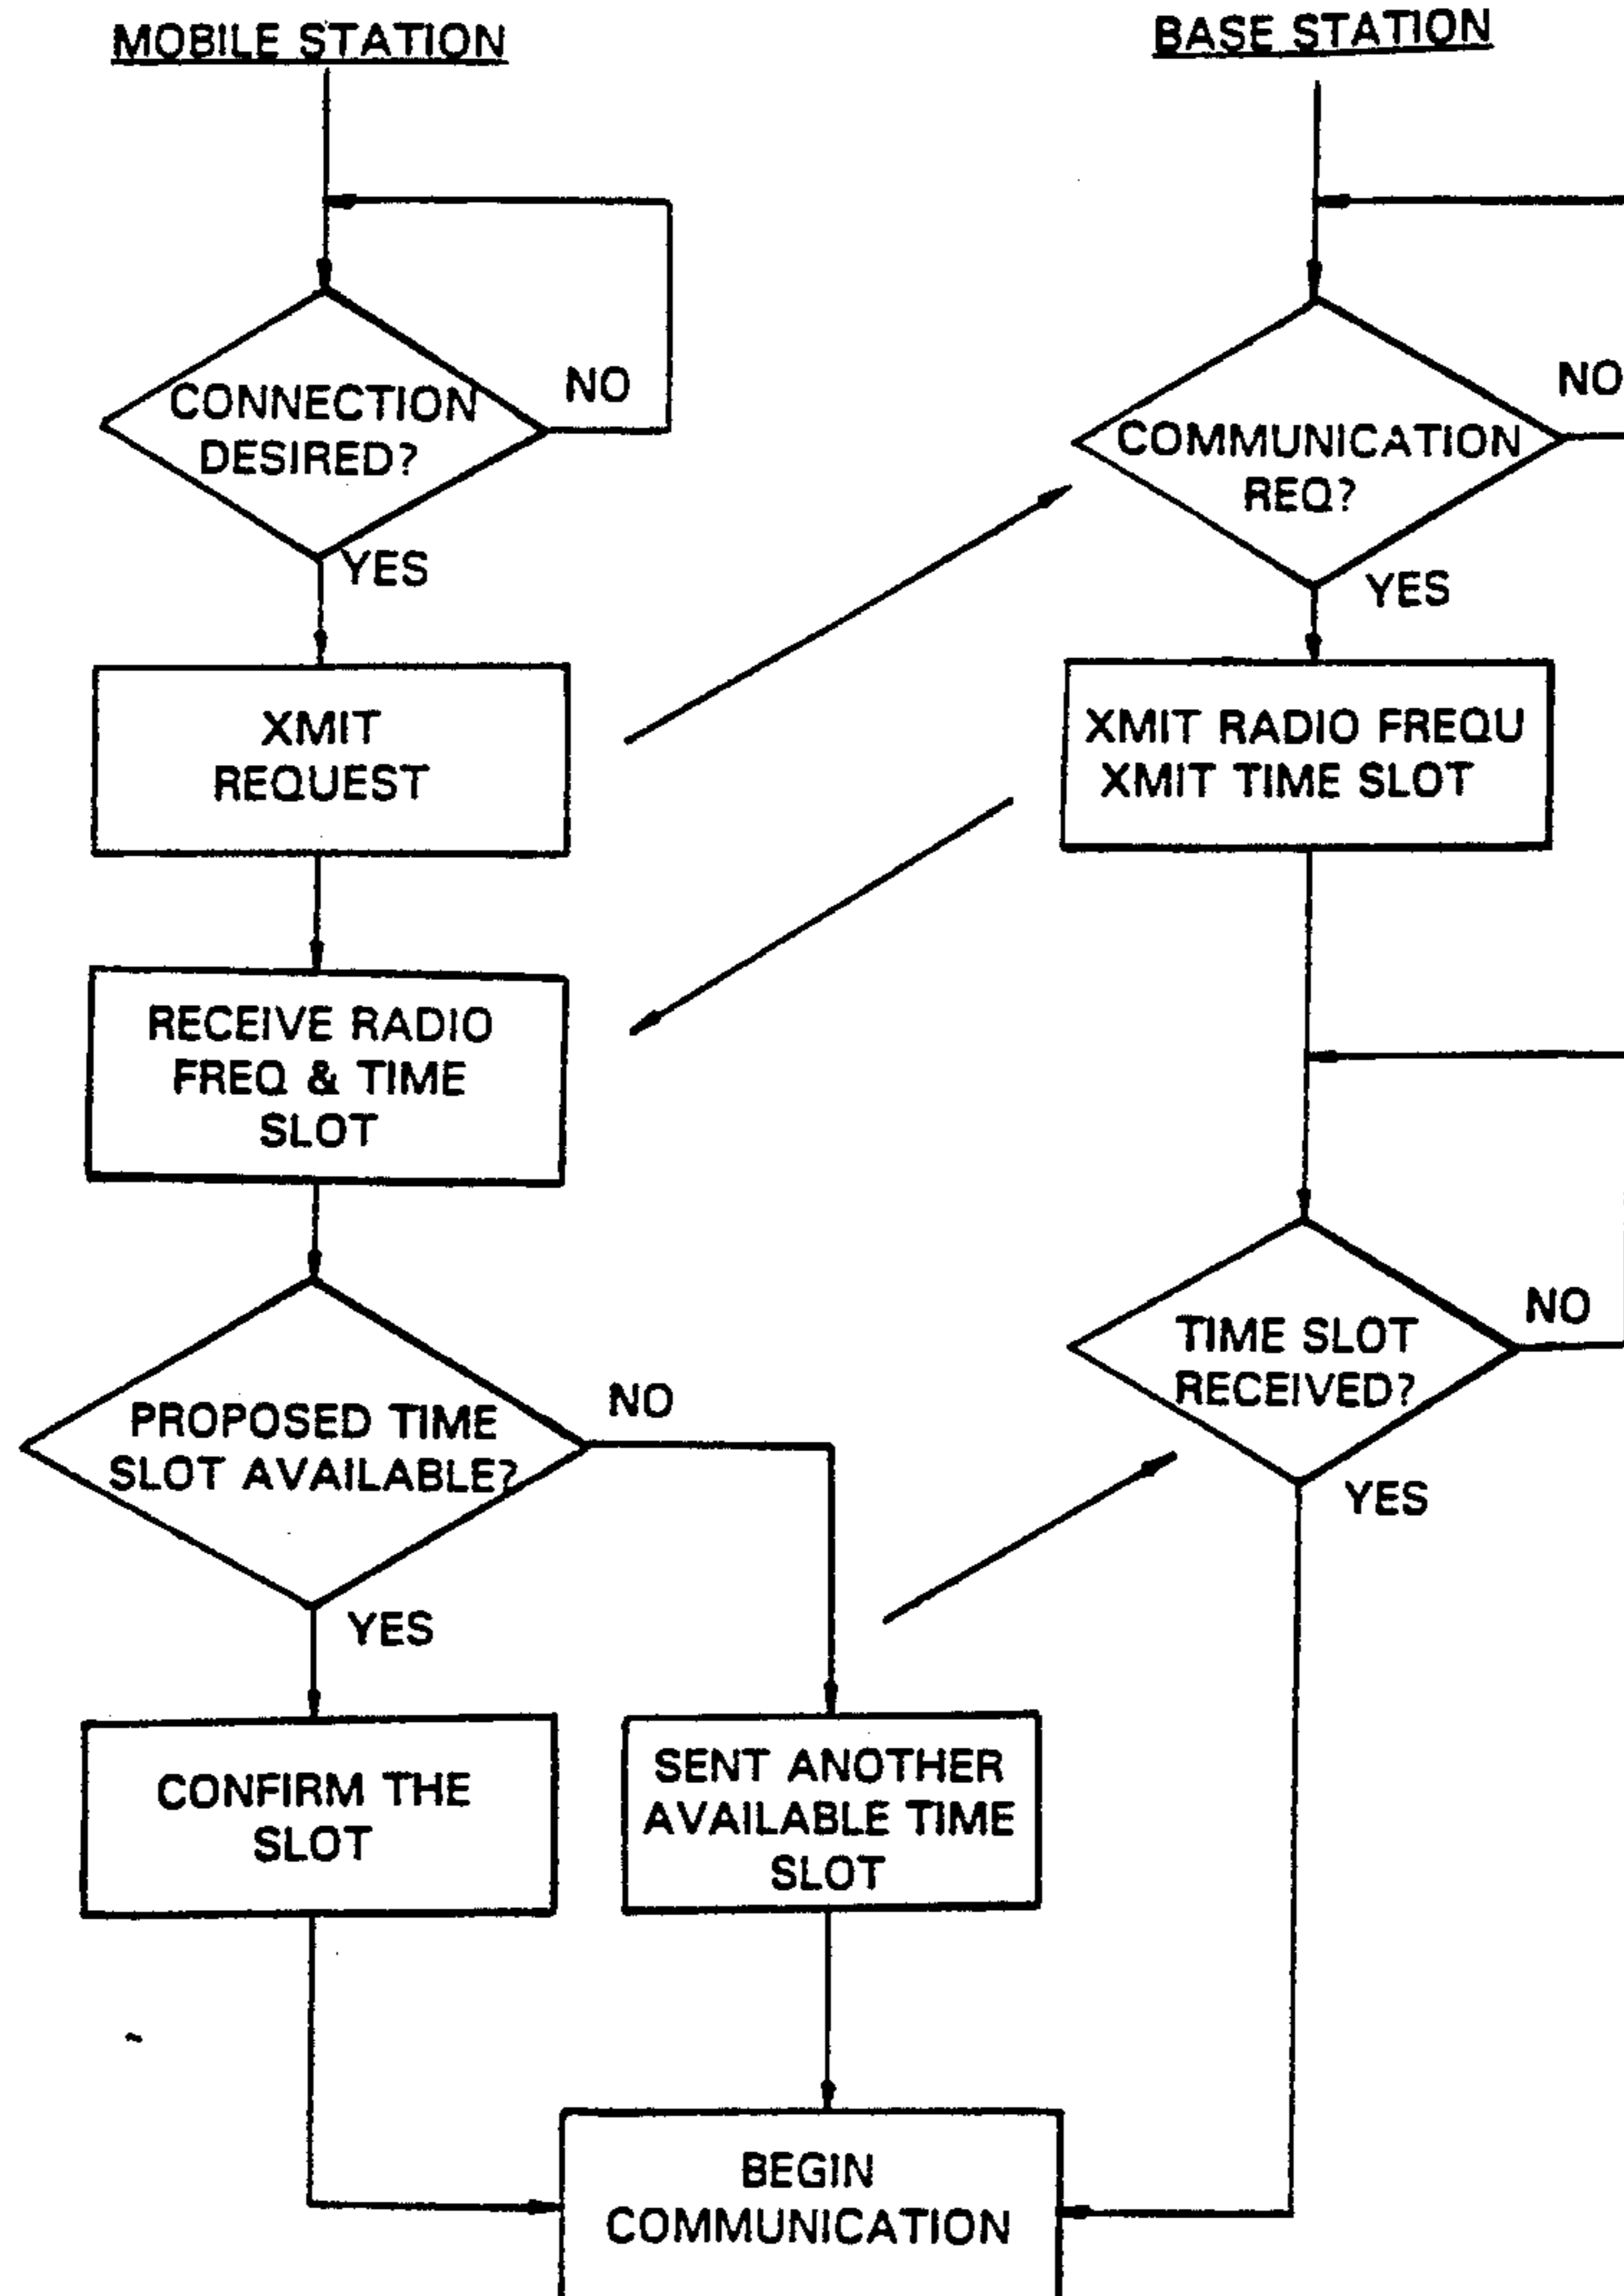 MOBILE STATION
CONNECTION
DESIRED?
NO
YES
XMIT
REQUEST
RECEIVE RADIO
FREQ & TIME
SLOT
PROPOSED TIME
SLOT AVAILABLE?
NO
YES
CONFIRM THE
SLOT
SENT ANOTHER
AVAILABLE TIME
SLOT
BASE STATION
COMMUNICATION
REQ?
NO
YES
XMIT RADIO FREQU
XMIT TIME SLOT
TIME SLOT
RECEIVED?
NO
YES
BEGIN
COMMUNICATION